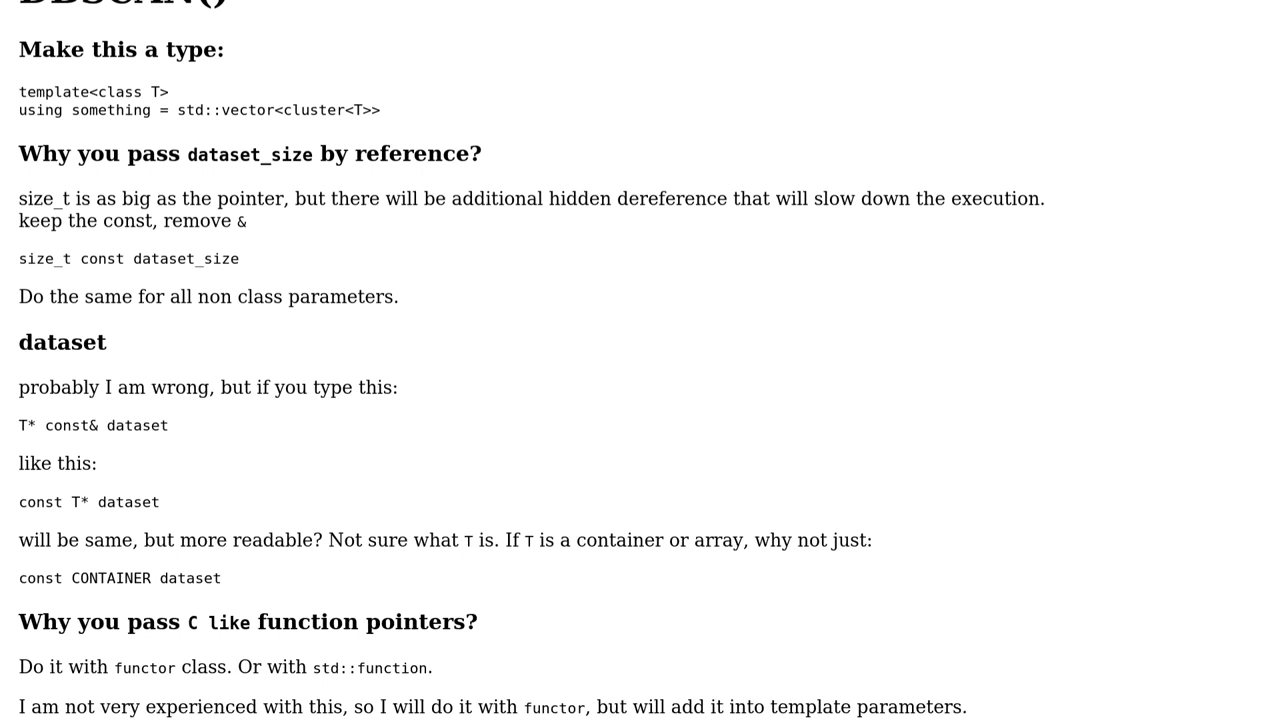 DBSCAN()
Make this a type:
template<class T>
using something = std::vector<cluster<T>>
Why you pass dataset_size by reference?
size_t is as big as the pointer, but there will be additional hidden dereference that will slow down the execution.
keep the const, remove &
size_t const dataset_size
Do the same for all non class parameters.
dataset
probably I am wrong, but if you type this:
T* const& dataset
like this:
const T* dataset
will be same, but more readable? Not sure what T is. If T is a container or array, why not just:
const CONTAINER dataset
Why you pass C like function pointers?
Do it with functor class. Or with std::function.
I am not very experienced with this, so I will do it with functor, but will add it into template parameters.